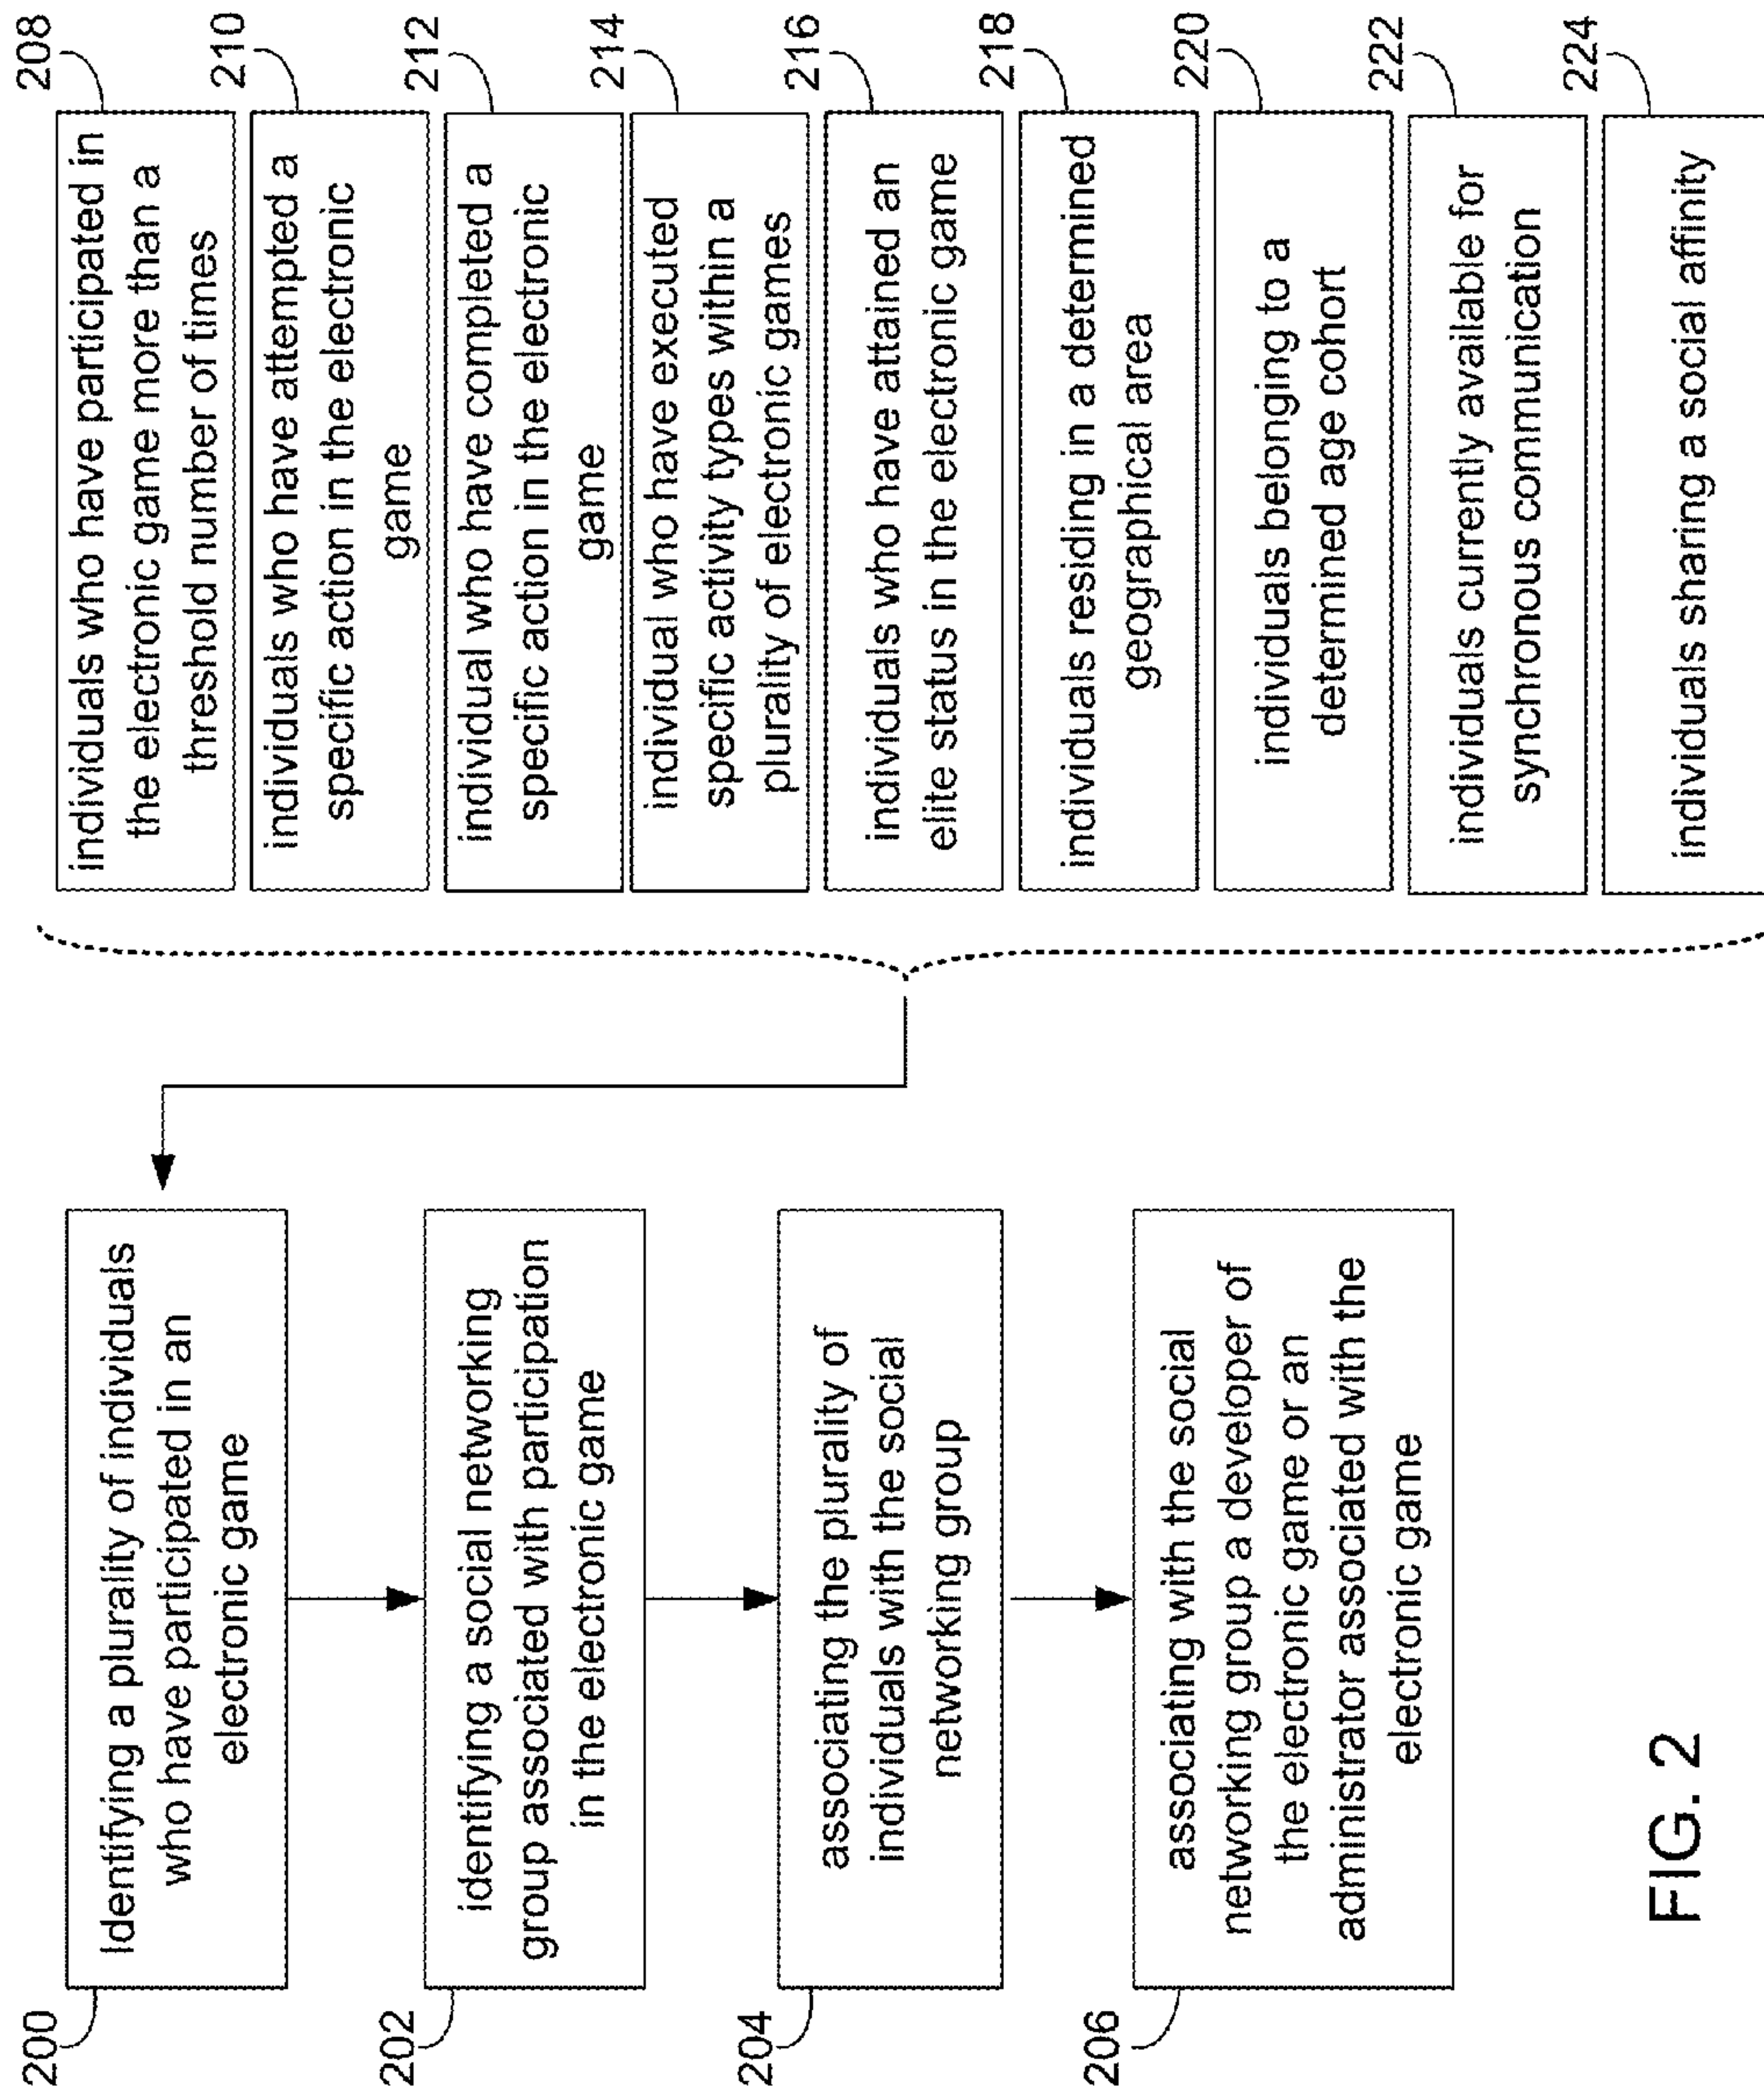 200
Identifying a plurality of individuals
who have participated in an
electronic game
202
identifying a social networking
group associated with participation
in the electronic game
204
associating the plurality of
individuals with the social
networking group
206
associating with the social
networking group a developer of
the electronic game or an
administrator associated with the
electronic game
208
individuals who have participated in
the electronic game more than a
threshold number of times
210
individuals who have attempted a
specific action in the electronic
game
212
individual who have completed a
specific action in the electronic
game
214
individual who have executed
specific activity types within a
plurality of electronic games
216
individuals who have attained an
elite status in the electronic game
218
individuals residing in a determined
geographical area
220
individuals belonging to a
determined age cohort
222
individuals currently available for
synchronous communication
224
individuals sharing a social affinity
FIG. 2